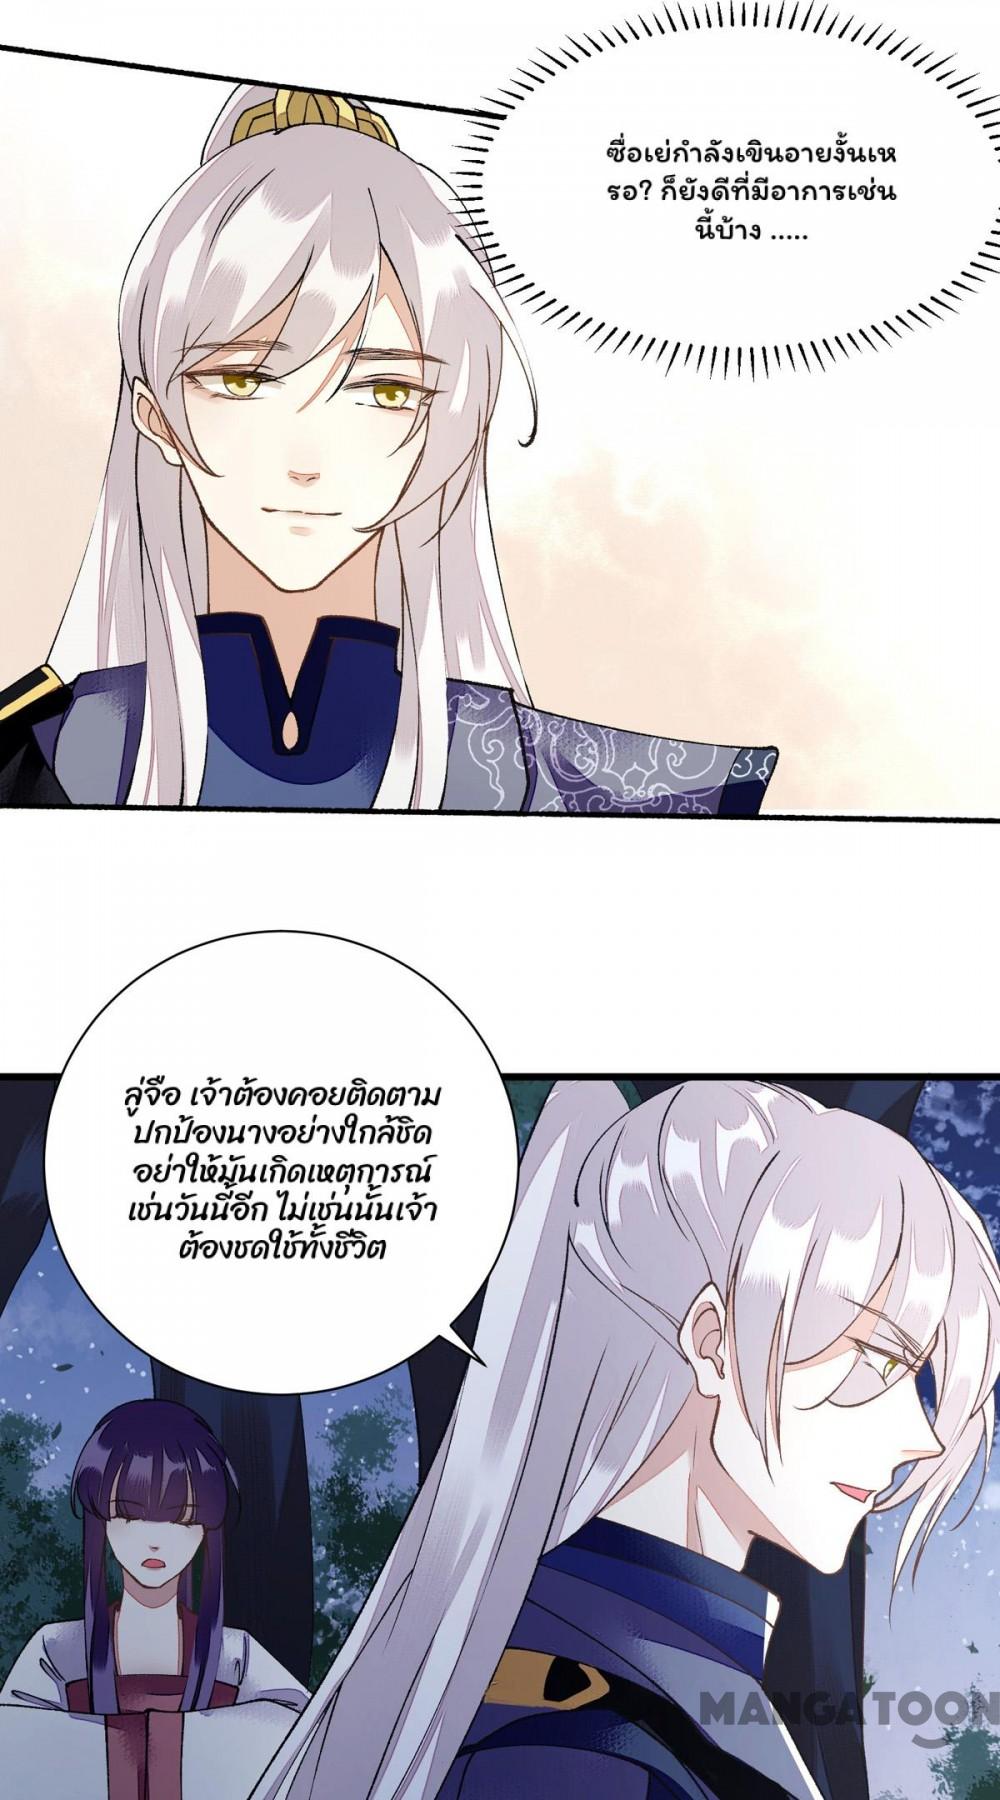 ซื่อเย่กำลังเขินอายงั้นเห
รอ? ก็ยังดีที่มีอาการเช่น
นี้บ้าง .....
ลู่จือ เจ้าต้องคอยติดตาม
ปกป้องนางอย่างใกล้ชิด
อย่าให้มันเกิดเหตุการณ์
เช่นวันนี้อีก ไม่เช่นนั้นเจ้า
ต้องชดใช้ทั้งชีวิต
MANGATOON